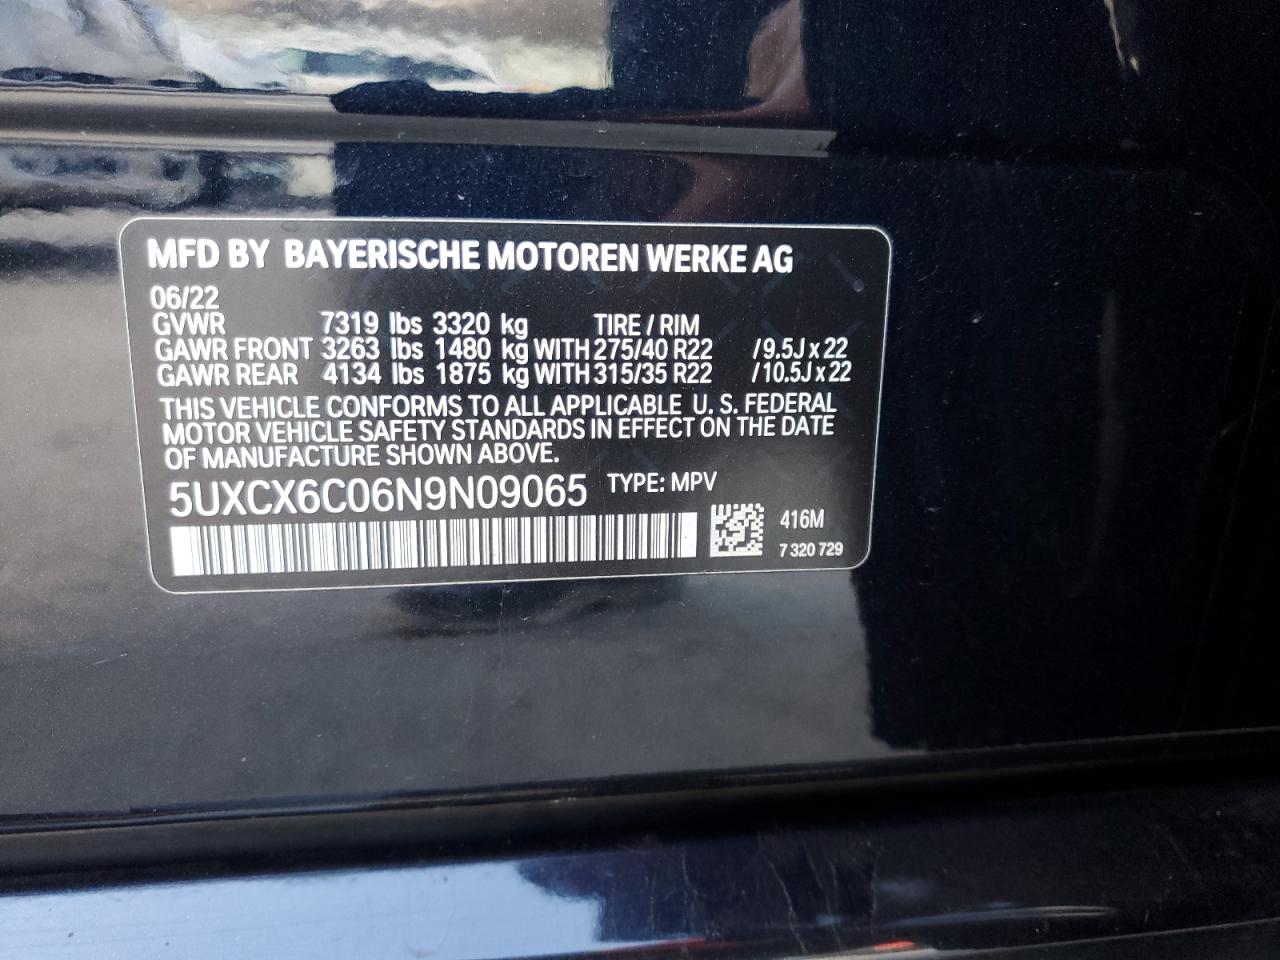 MFD BY BAYERISCHE MOTOREN WERKE AG
06/22
GVWR 7319 lbs 3320 kg TIRE / RIM
GAWR FRONT 3263 lbs 1480 kg WITH 275/40 R22 /9.5J x 22
GAWR REAR 4134 lbs 1875 kg WITH 315/35 R22 /10.5J x 22
THIS VEHICLE CONFORMS TO ALL APPLICABLE U. S. FEDERAL
MOTOR VEHICLE SAFETY STANDARDS IN EFFECT ON THE DATE
OF MANUFACTURE SHOWN ABOVE.
5UXCX6C06N9N09065 TYPE: MPV
416M
7 320 729